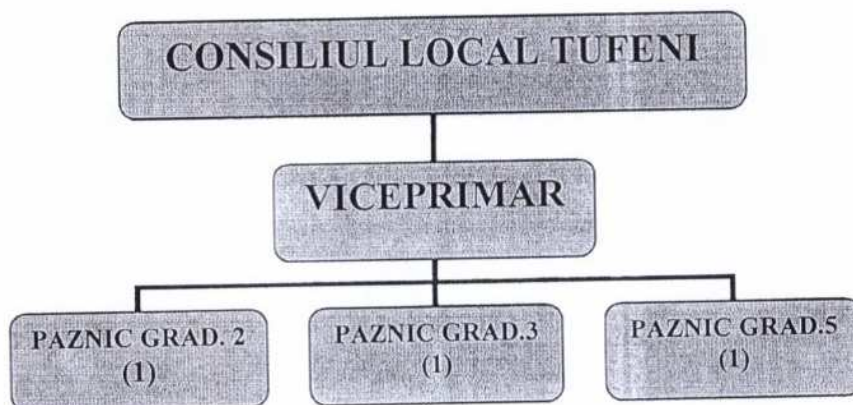 CONSILIUL LOCAL TUFENI
VICEPRIMAR
PAZNIC GRAD. 2
(1)
PAZNIC GRAD.3
(1)
PAZNIC GRAD.5
(1)